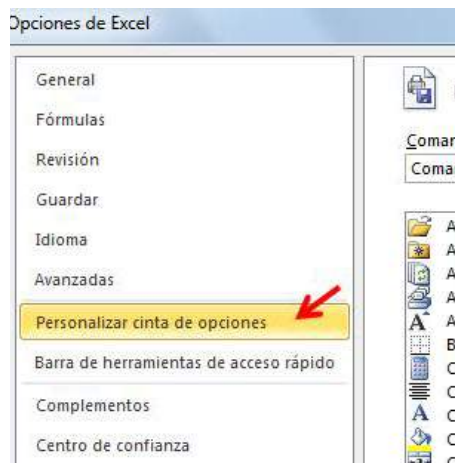 Opciones de Excel
General
Fórmulas
Revisión
Guardar
Idioma
Avanzadas
Personalizar cinta de opciones
Barra de herramientas de acceso rápido
Complementos
Centro de confianza
Comar
Comai
A
A
A
A
A
B
C
C
C
C
C